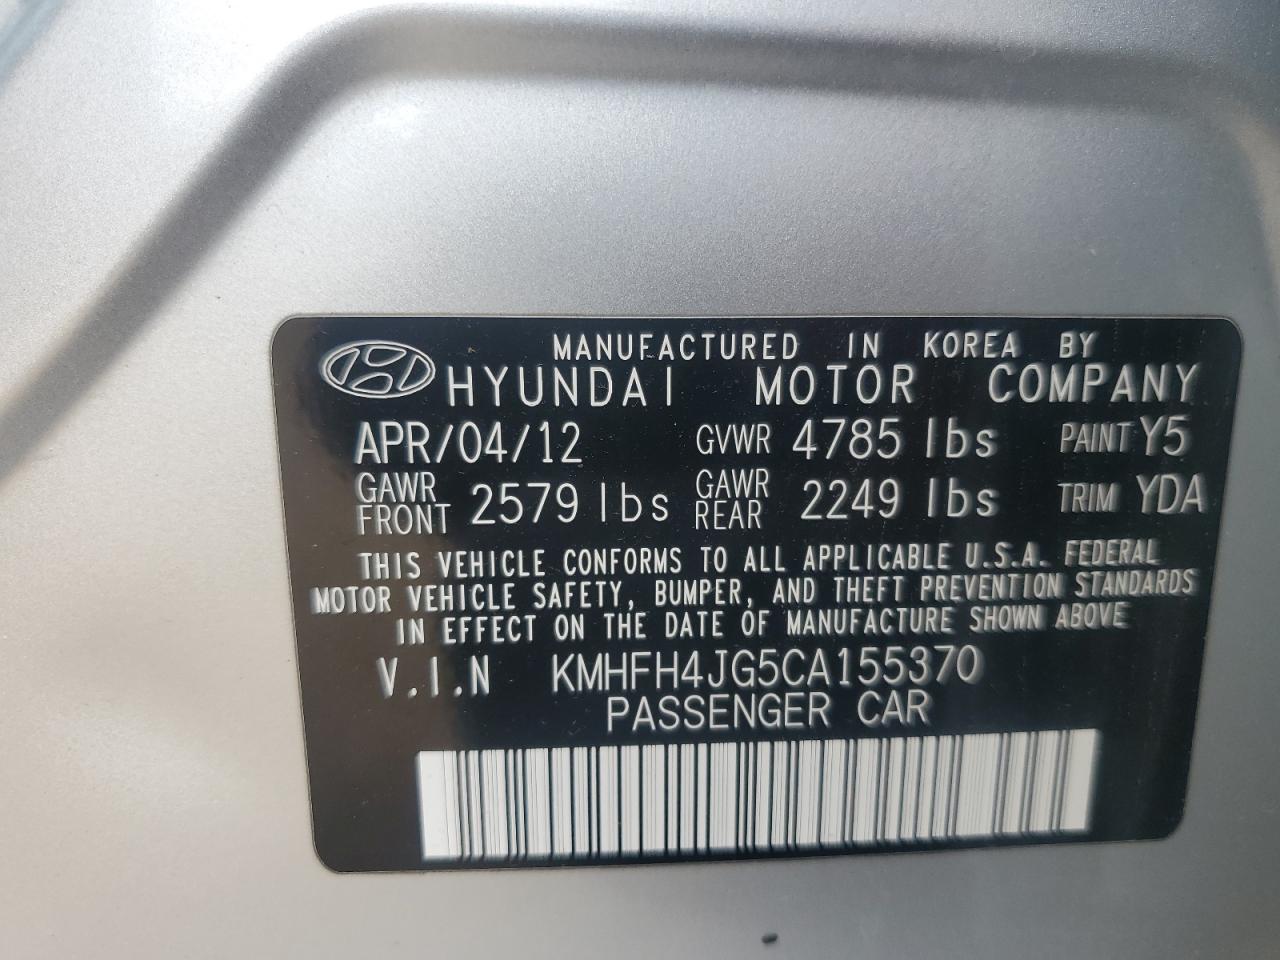 MANUFACTURED IN KOREA BY
HYUNDAI MOTOR COMPANY
APR/04/12 GVWR 4785 lbs PAINT Y5
GAWR FRONT 2579 lbs GAWR REAR 2249 lbs TRIM YDA
THIS VEHICLE CONFORMS TO ALL APPLICABLE U.S.A. FEDERAL
MOTOR VEHICLE SAFETY, BUMPER, AND THEFT PREVENTION STANDARDS
IN EFFECT ON THE DATE OF MANUFACTURE SHOWN ABOVE
V.I.N KMHFH4JG5CA155370
PASSENGER CAR